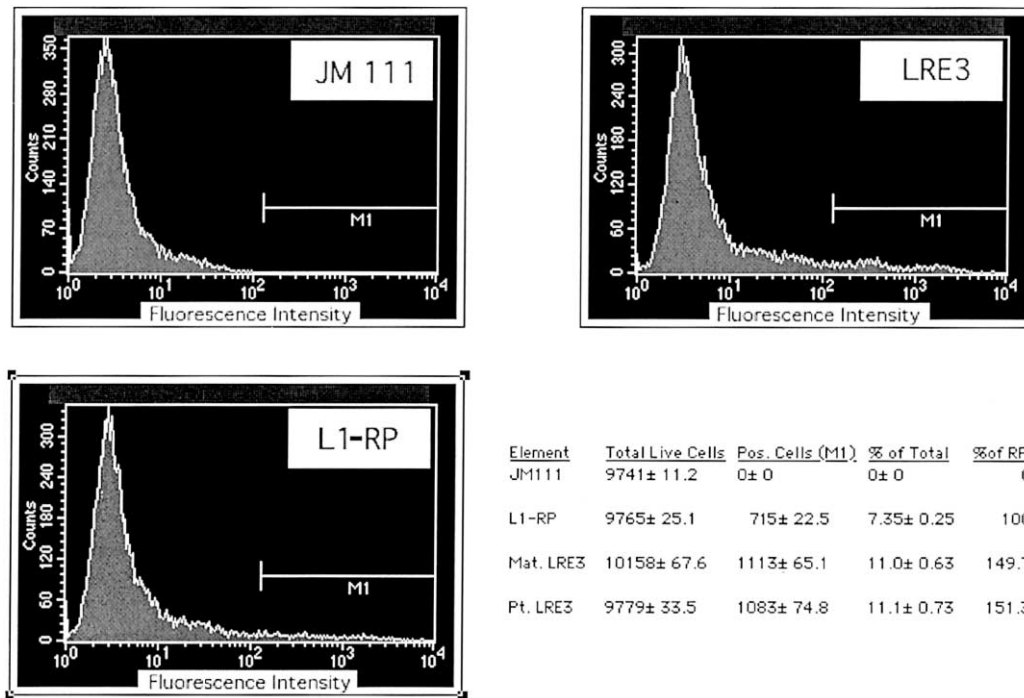 JM 111
Counts
350
280
210
140
70
0
M1
10^0 10^1 10^2 10^3 10^4
Fluorescence Intensity
LRE3
Counts
300
240
180
120
60
0
M1
10^0 10^1 10^2 10^3 10^4
Fluorescence Intensity
L1-RP
Counts
300
240
180
120
60
0
M1
10^0 10^1 10^2 10^3 10^4
Fluorescence Intensity
Element Total Live Cells Pos. Cells (M1) % of Total %of RP
JM111 9741± 11.2 0± 0 0± 0
L1-RP 9765± 25.1 715± 22.5 7.35± 0.25 100
Mat. LRE3 10158± 67.6 1113± 65.1 11.0± 0.63 149.7
Pt. LRE3 9779± 33.5 1083± 74.8 11.1± 0.73 151.3